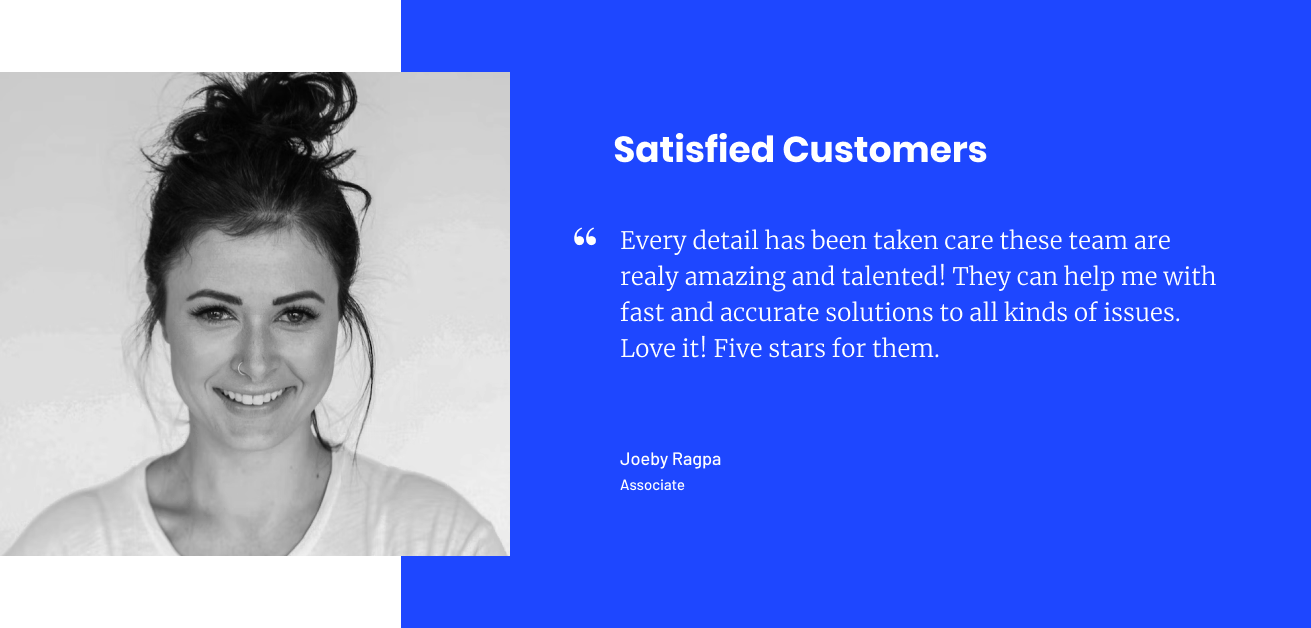 Satisfied Customers
“ Every detail has been taken care these team are
realy amazing and talented! They can help me with
fast and accurate solutions to all kinds of issues.
Love it! Five stars for them.
Joeby Ragpa
Associate